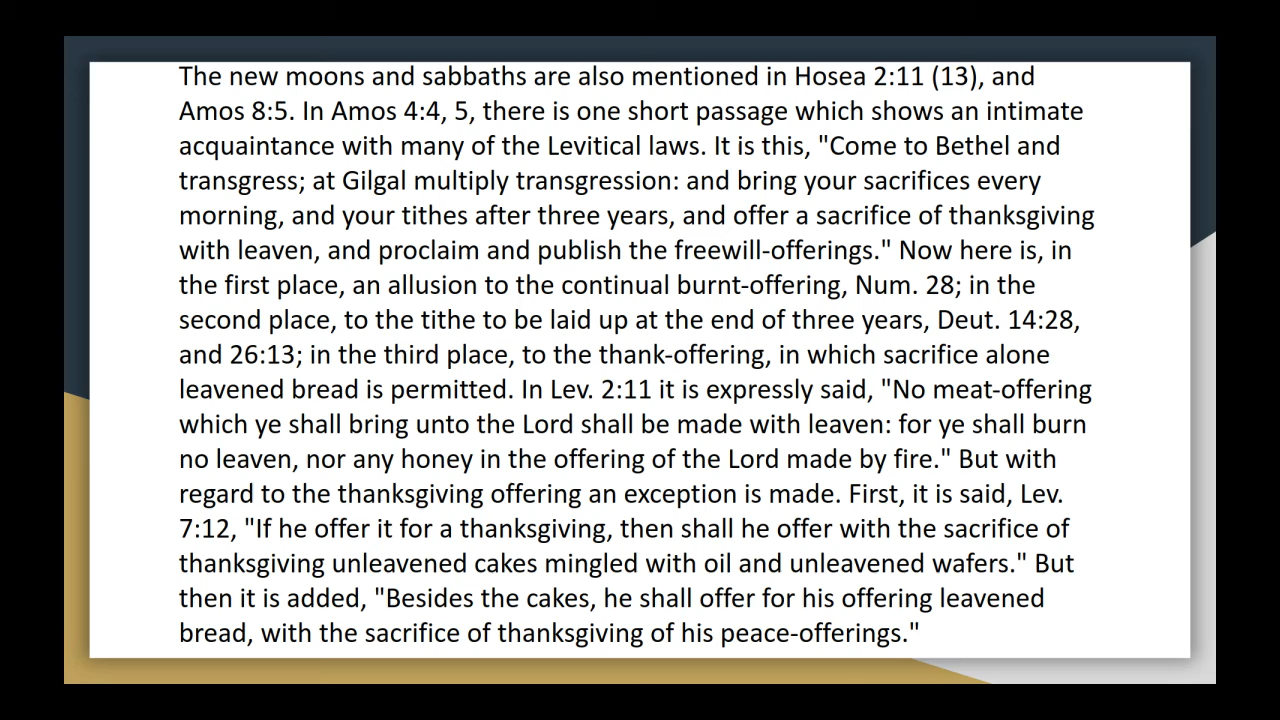 The new moons and sabbaths are also mentioned in Hosea 2:11 (13), and
Amos 8:5. In Amos 4:4, 5, there is one short passage which shows an intimate
acquaintance with many of the Levitical laws. It is this, "Come to Bethel and
transgress; at Gilgal multiply transgression: and bring your sacrifices every
morning, and your tithes after three years, and offer a sacrifice of thanksgiving
with leaven, and proclaim and publish the freewill-offerings." Now here is, in
the first place, an allusion to the continual burnt-offering, Num. 28; in the
second place, to the tithe to be laid up at the end of three years, Deut. 14:28,
and 26:13; in the third place, to the thank-offering, in which sacrifice alone
leavened bread is permitted. In Lev. 2:11 it is expressly said, "No meat-offering
which ye shall bring unto the Lord shall be made with leaven: for ye shall burn
no leaven, nor any honey in the offering of the Lord made by fire." But with
regard to the thanksgiving offering an exception is made. First, it is said, Lev.
7:12, "If he offer it for a thanksgiving, then shall he offer with the sacrifice of
thanksgiving unleavened cakes mingled with oil and unleavened wafers." But
then it is added, "Besides the cakes, he shall offer for his offering leavened
bread, with the sacrifice of thanksgiving of his peace-offerings."